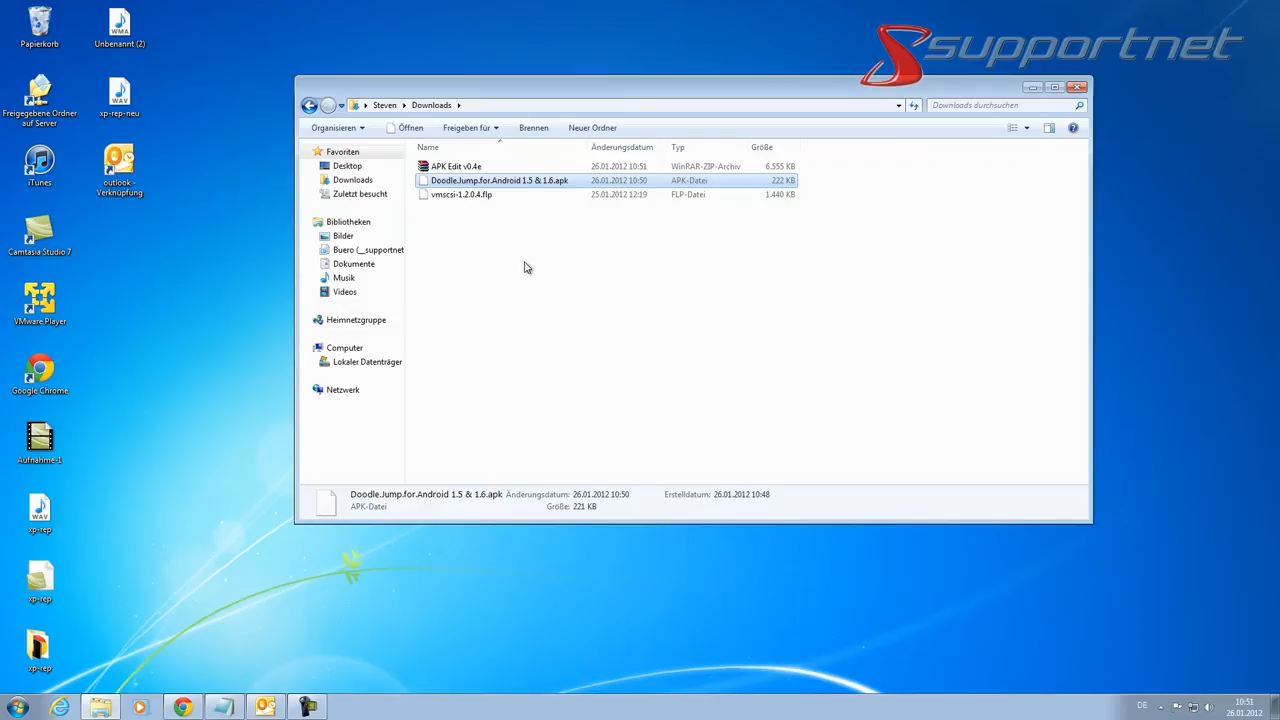 supportnet
Papierkorb
Unbenannt (2)
Freigegebene Ordner
auf Server
xp-rep-neu
iTunes
outlook -
Verknüpfung
Camtasia Studio 7
VMware Player
Google Chrome
Aufnahme-1
xp-rep
xp-rep
xp-rep
WMA
WAV
WAV
Steven
Downloads
Downloads durchsuchen
Organisieren
Öffnen
Freigeben für
Brennen
Neuer Ordner
Favoriten
Desktop
Downloads
Zuletzt besucht
Bibliotheken
Bilder
Buero (__supportnet
Dokumente
Musik
Videos
Heimnetzgruppe
Computer
Lokaler Datenträger
Netzwerk
Name Änderungsdatum Typ Größe
APK Edit v0.4e 26.01.2012 10:51 WinRAR-ZIP-Archiv 6.555 KB
Doodle.Jump.for.Android 1.5 & 1.6.apk 26.01.2012 10:50 APK-Datei 222 KB
vmscsi-1.2.0.4.flp 25.01.2012 12:19 FLP-Datei 1.440 KB
Doodle.Jump.for.Android 1.5 & 1.6.apk Änderungsdatum: 26.01.2012 10:50 Erstelldatum: 26.01.2012 10:48
APK-Datei Größe: 221 KB
DE
10:51
26.01.2012